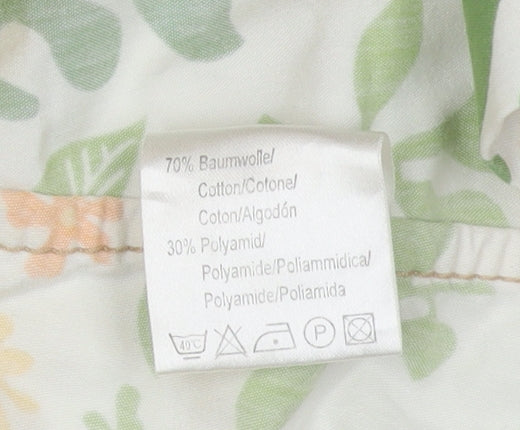 70% Baumwolle/
Cotton/Cotone/
Coton/Algodón
30% Polyamid/
Polyamide/Poliammidica/
Polyamide/Poliamida
40°C P